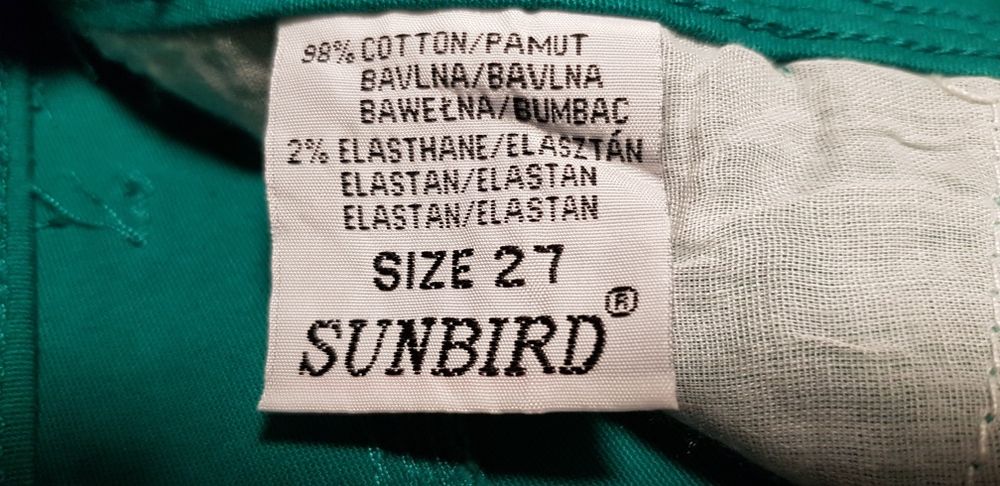 98% COTTON/PAMUT
BAVLNA/BAVLNA
BAWEŁNA/BUMBAC
2% ELASTHANE/ELASZTÁN
ELASTAN/ELASTAN
ELASTAN/ELASTAN
SIZE 27
SUNBIRD®